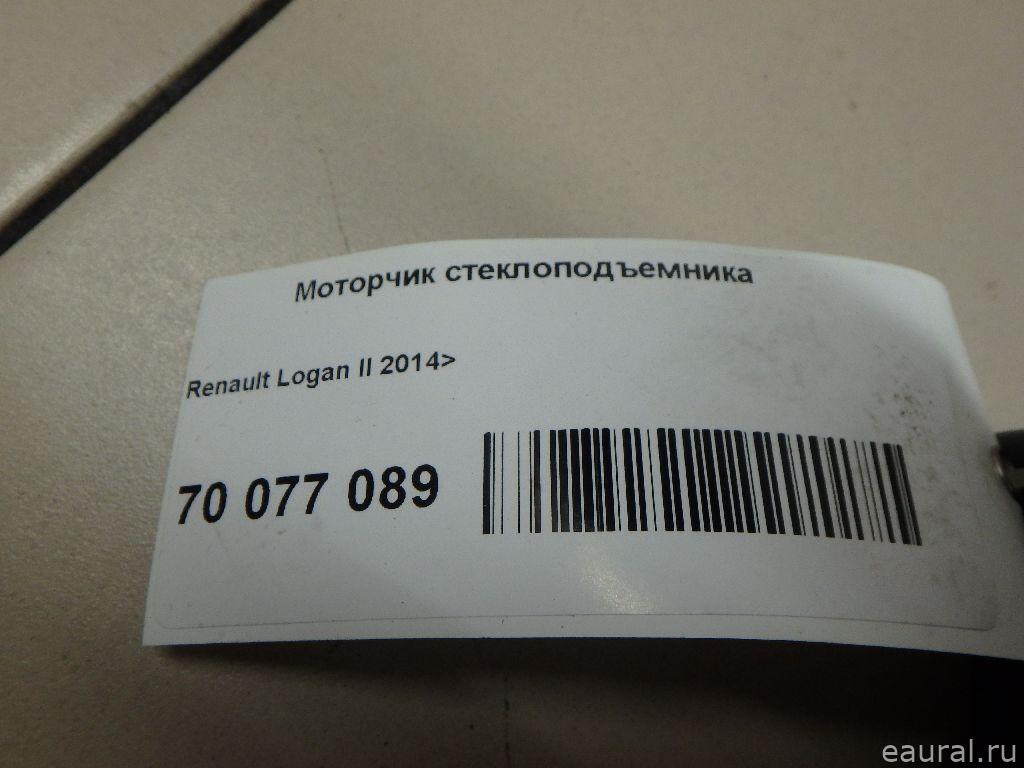 Моторчик стеклоподъемника
Renault Logan II 2014>
70 077 089
eaural.ru